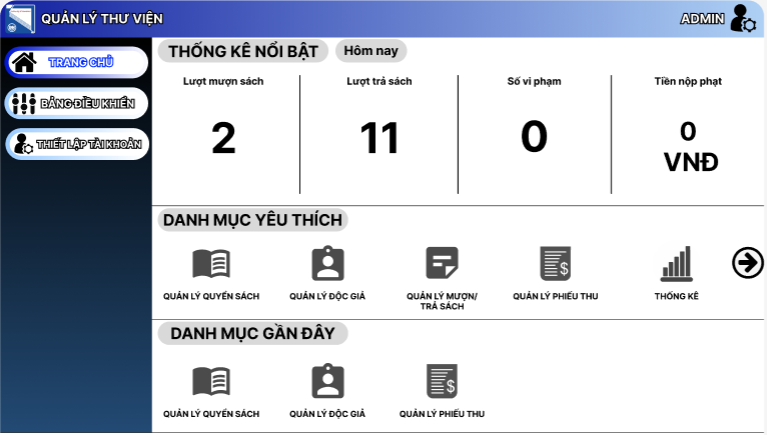 QUẢN LÝ THƯ VIỆN
ADMIN
TRANG CHỦ
BẢNG ĐIỀU KHIỂN
THIẾT LẬP TÀI KHOẢN
THỐNG KÊ NỔI BẬT
Hôm nay
Lượt mượn sách
Lượt trả sách
Số vi phạm
Tiền nộp phạt
2
11
0
0
VNĐ
DANH MỤC YÊU THÍCH
QUẢN LÝ QUYỂN SÁCH
QUẢN LÝ ĐỘC GIẢ
QUẢN LÝ MƯỢN/
TRẢ SÁCH
QUẢN LÝ PHIẾU THU
THỐNG KÊ
DANH MỤC GẦN ĐÂY
QUẢN LÝ QUYỂN SÁCH
QUẢN LÝ ĐỘC GIẢ
QUẢN LÝ PHIẾU THU